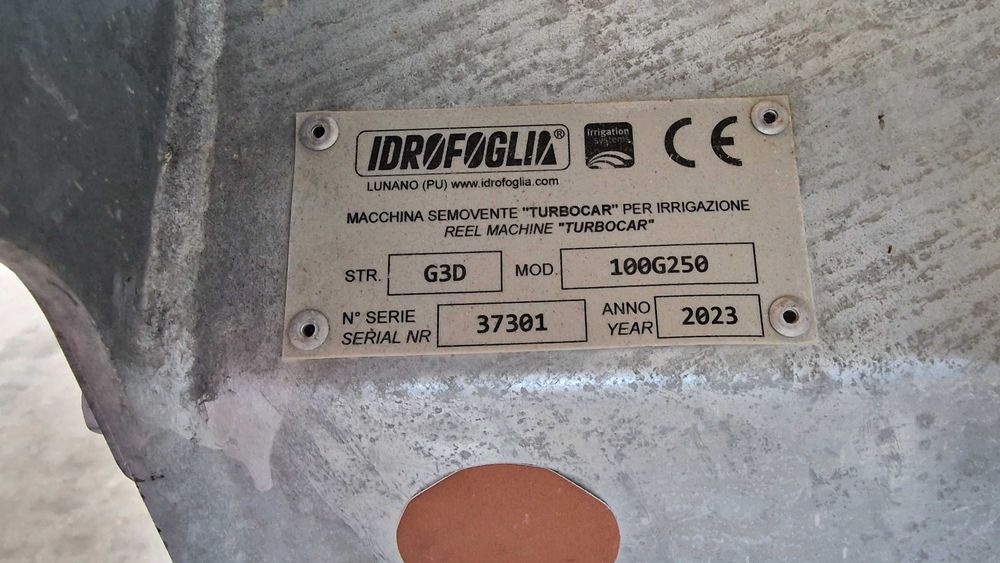 IDROFOGLIA®
irrigation
systems
CE
LUNANO (PU) www.idrofoglia.com
MACCHINA SEMOVENTE "TURBOCAR" PER IRRIGAZIONE
REEL MACHINE "TURBOCAR"
STR. G3D MOD. 100G250
N° SERIE
SERIAL NR 37301
ANNO
YEAR 2023